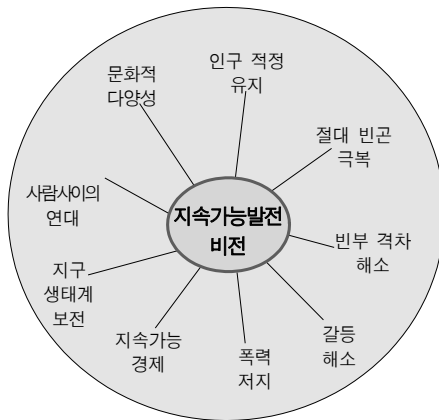 문화적
다양성
인구 적정
유지
절대 빈곤
극복
사람사이의
연대
지속가능발전
비전
빈부 격차
해소
지구
생태계
보전
지속가능
경제
폭력
저지
갈등
해소